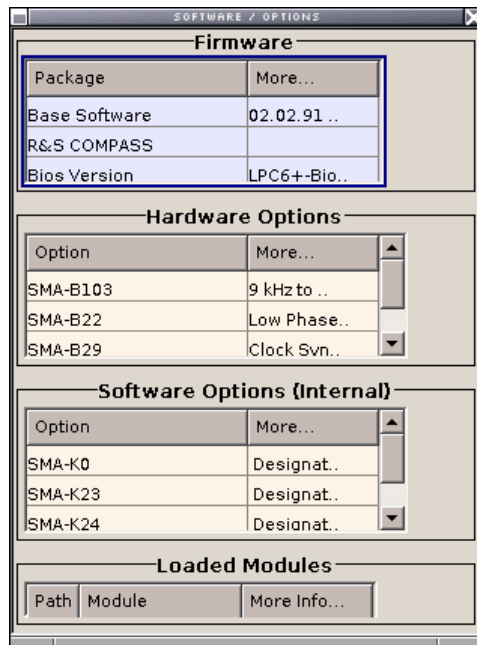 SOFTWARE / OPTIONS
Firmware
Package More...
Base Software 02.02.91 ..
R&S COMPASS
Bios Version LPC6+-Bio..
Hardware Options
Option More...
SMA-B103 9 kHz to ..
SMA-B22 Low Phase..
SMA-B29 Clock Syn..
Software Options (Internal)
Option More...
SMA-K0 Designat..
SMA-K23 Designat..
SMA-K24 Designat..
Loaded Modules
Path Module More Info...